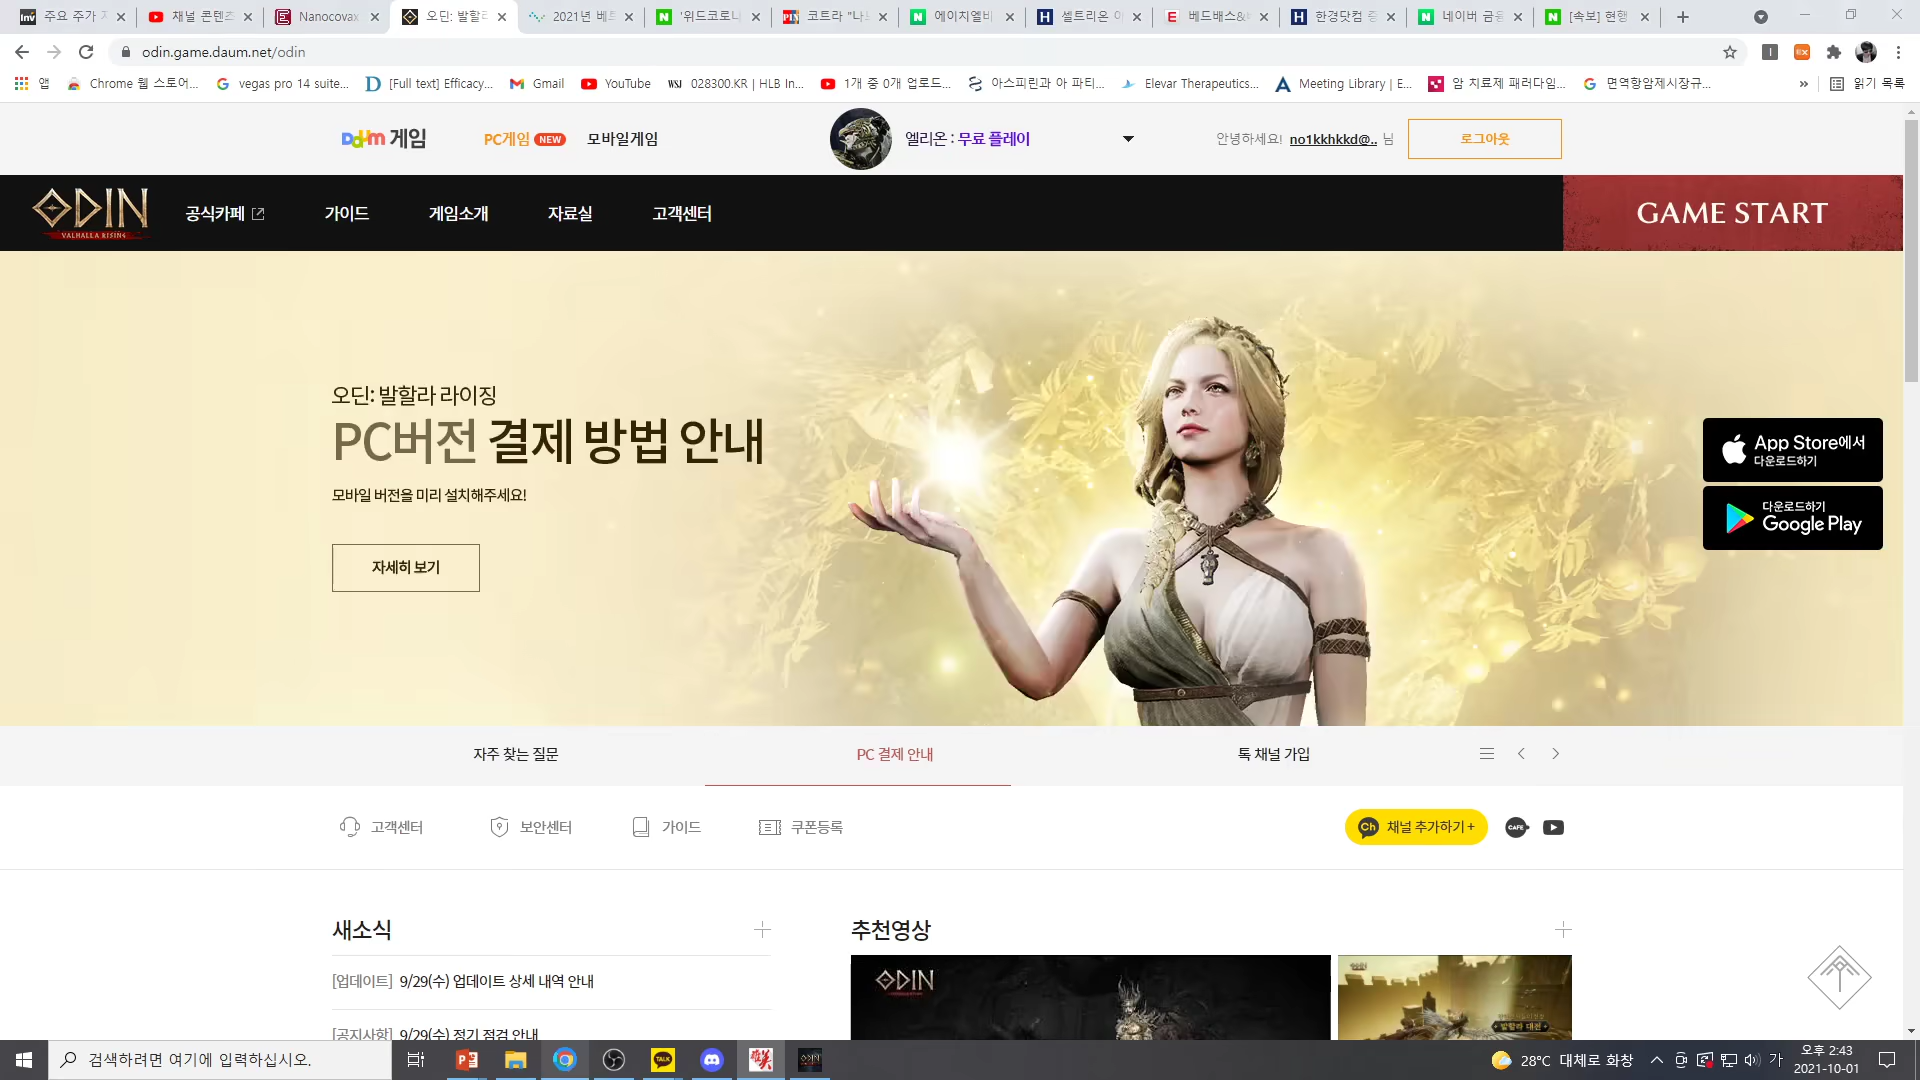 주요 주가 지
채널 콘텐츠
Nanocovax
오딘: 발할라
2021년 베트
'위드코로나
코트라 "나노
에이치엘비
셀트리온 아
베드배스&
한경닷컴 증
네이버 금융
[속보] 현행
odin.game.daum.net/odin
앱
Chrome 웹 스토어...
vegas pro 14 suite...
[Full text] Efficacy...
Gmail
YouTube
028300.KR | HLB In...
1개 중 0개 업로드...
아스피린과 아 파티...
Elevar Therapeutics...
Meeting Library | E...
암 치료제 패러다임...
면역항암제시장규...
»
읽기 목록
Daum 게임
PC게임 NEW
모바일게임
엘리온 : 무료 플레이
안녕하세요! no1kkhkkd@.. 님
로그아웃
ODIN
VALHALLA RISING
공식카페
가이드
게임소개
자료실
고객센터
GAME START
오딘: 발할라 라이징
PC버전 결제 방법 안내
모바일 버전을 미리 설치해주세요!
자세히 보기
App Store에서
다운로드하기
다운로드하기
Google Play
자주 찾는 질문
PC 결제 안내
톡 채널 가입
고객센터
보안센터
가이드
쿠폰등록
Ch 채널 추가하기 +
CAFE
새소식
추천영상
[업데이트] 9/29(수) 업데이트 상세 내역 안내
[공지사항] 9/29(수) 정기 점검 안내
ODIN
발할라 대전
검색하려면 여기에 입력하십시오.
TALK
28°C 대체로 화창
가
오후 2:43
2021-10-01